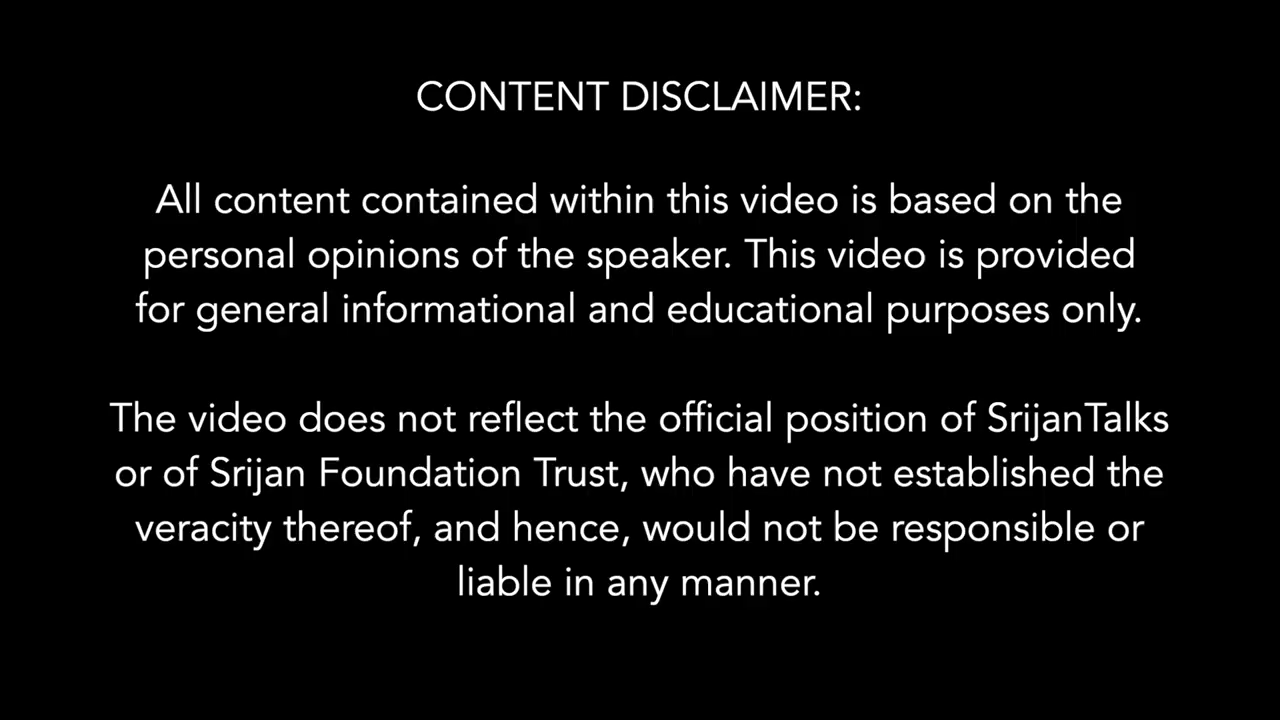 CONTENT DISCLAIMER:
All content contained within this video is based on the
personal opinions of the speaker. This video is provided
for general informational and educational purposes only.
The video does not reflect the official position of SrijanTalks
or of Srijan Foundation Trust, who have not established the
veracity thereof, and hence, would not be responsible or
liable in any manner.